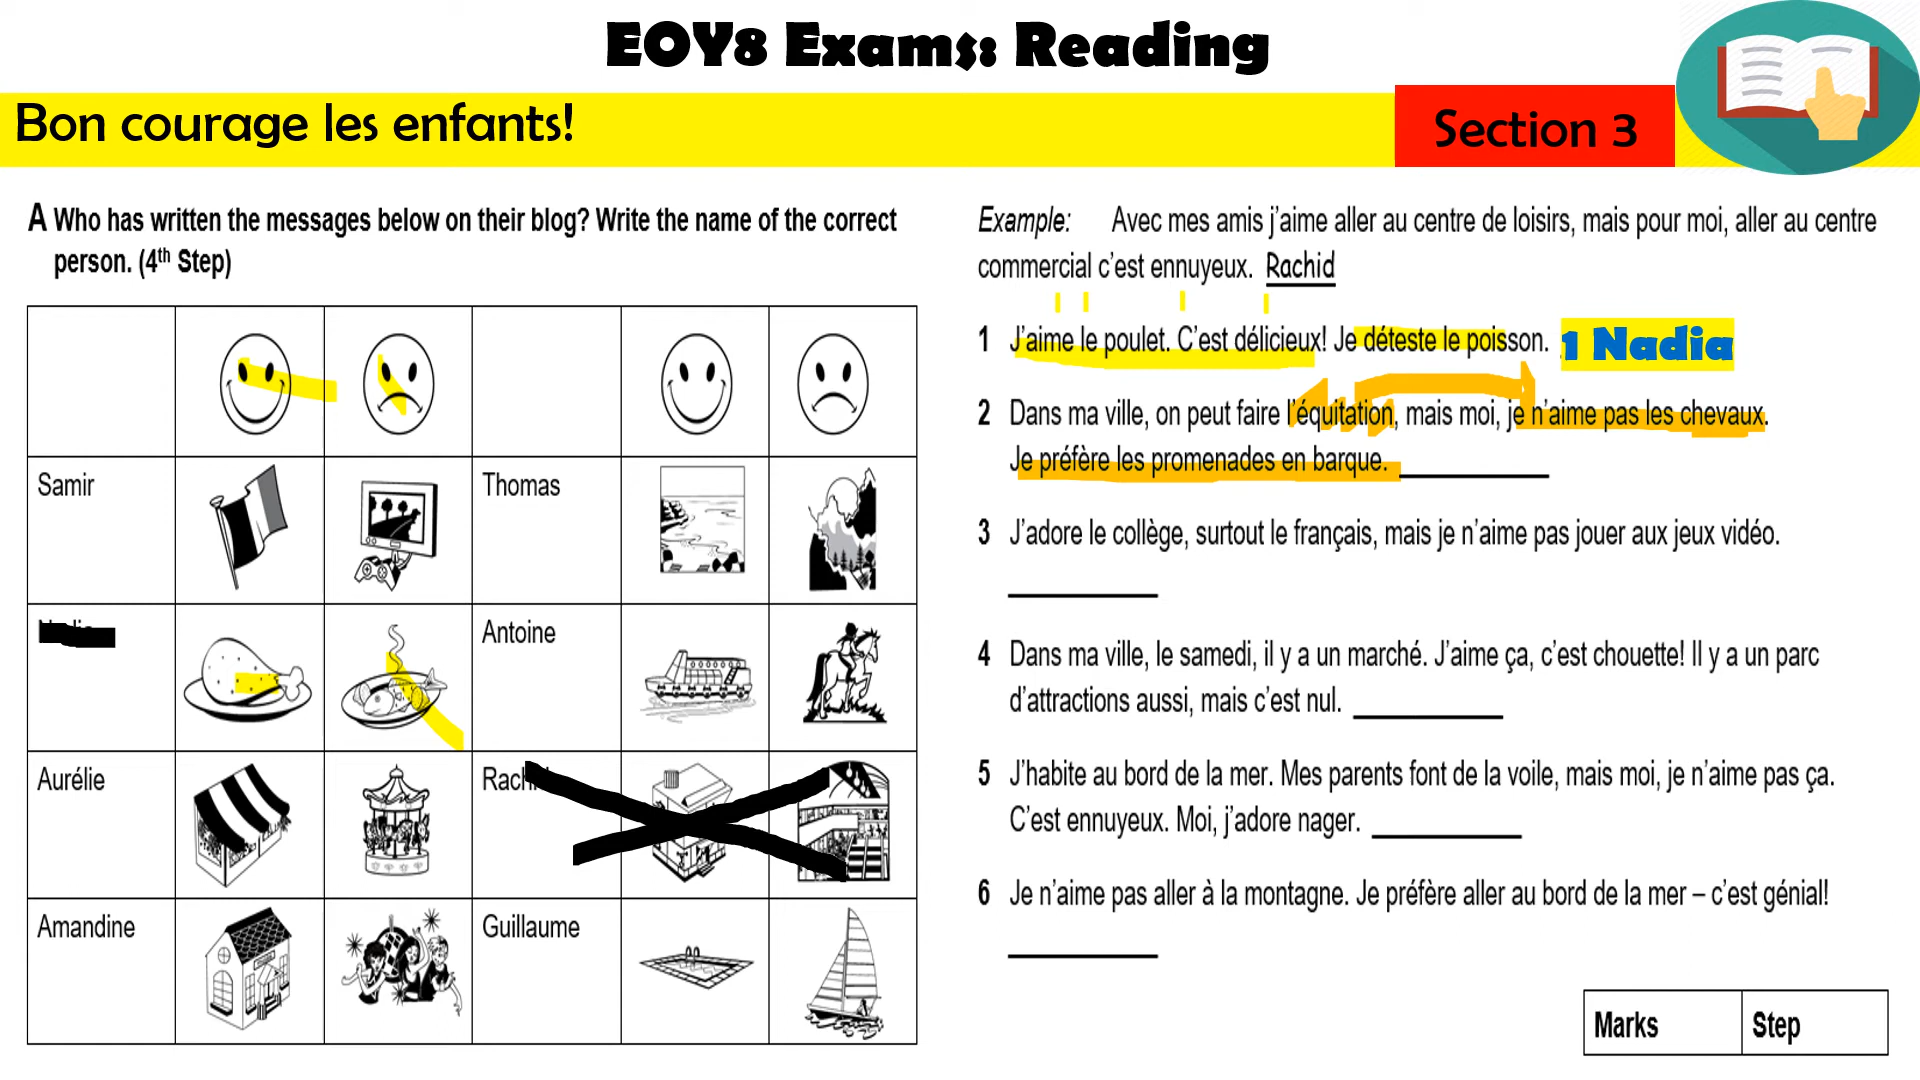 EOY8 Exams: Reading
Bon courage les enfants!
Section 3
A Who has written the messages below on their blog? Write the name of the correct
person. (4th Step)
Samir
Thomas
Antoine
Aurélie
Amandine
Guillaume
Example: Avec mes amis j'aime aller au centre de loisirs, mais pour moi, aller au centre
commercial c'est ennuyeux. Rachid
1 J'aime le poulet. C'est délicieux! Je déteste le poisson. 1 Nadia
2 Dans ma ville, on peut faire l'équitation, mais moi, je n'aime pas les chevaux.
Je préfère les promenades en barque.
3 J'adore le collège, surtout le français, mais je n'aime pas jouer aux jeux vidéo.
4 Dans ma ville, le samedi, il y a un marché. J'aime ça, c'est chouette! Il y a un parc
d'attractions aussi, mais c'est nul.
5 J'habite au bord de la mer. Mes parents font de la voile, mais moi, je n'aime pas ça.
C'est ennuyeux. Moi, j'adore nager.
6 Je n'aime pas aller à la montagne. Je préfère aller au bord de la mer – c'est génial!
Marks
Step